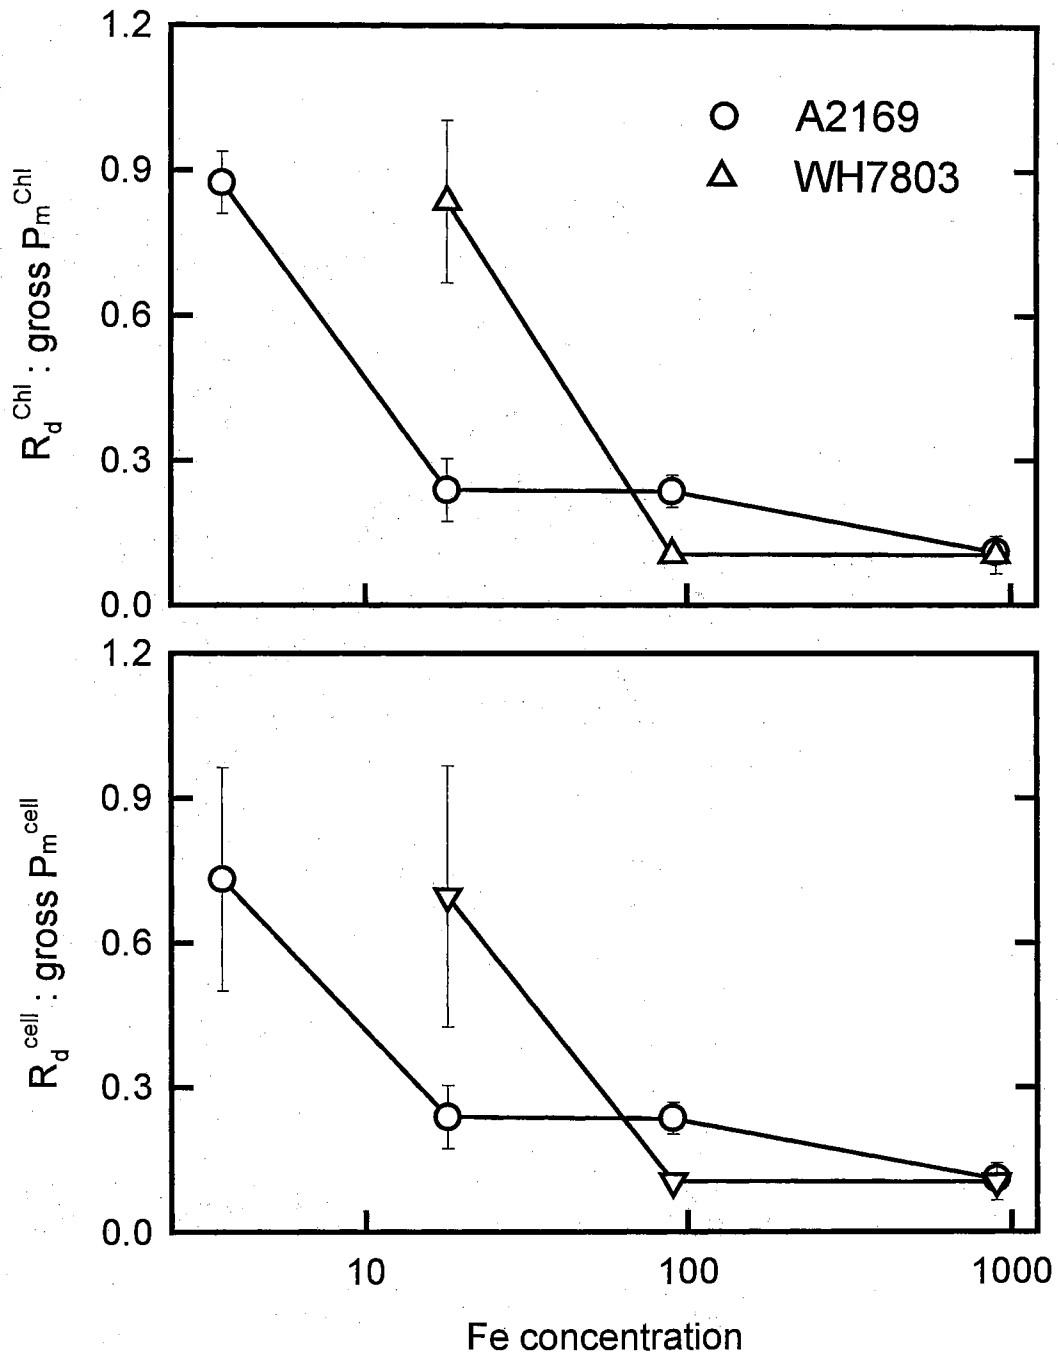 1.2
0.9
0.6
0.3
0.0
R_d^Chl : gross P_m^Chl
A2169
WH7803
1.2
0.9
0.6
0.3
0.0
R_d^cell : gross P_m^cell
10 100 1000
Fe concentration